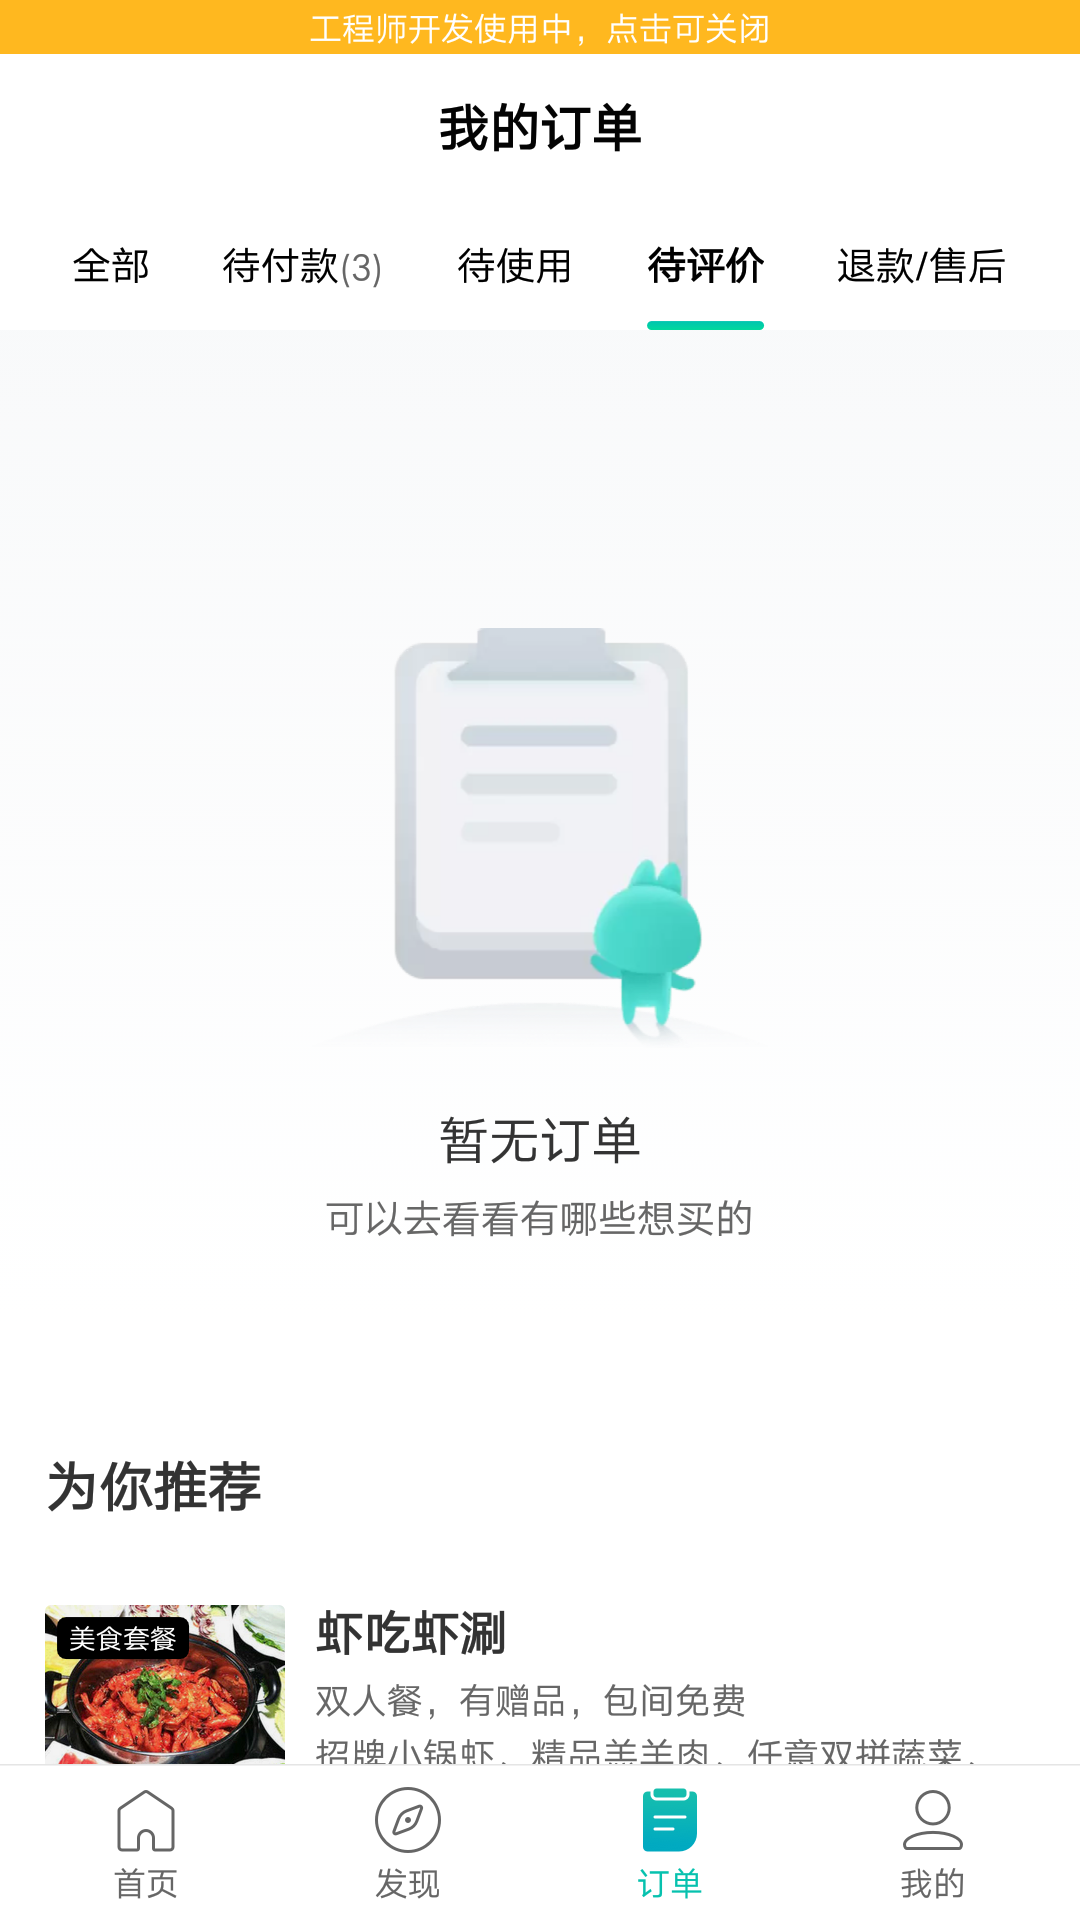 工程师开发使用中，点击可关闭
我的订单
全部 待付款(3) 待使用 待评价 退款/售后
暂无订单
可以去看看有哪些想买的
为你推荐
美食套餐
虾吃虾涮
双人餐，有赠品，包间免费
招牌小锅虾、精品羔羊肉、任意双拼蔬菜、
首页 发现 订单 我的